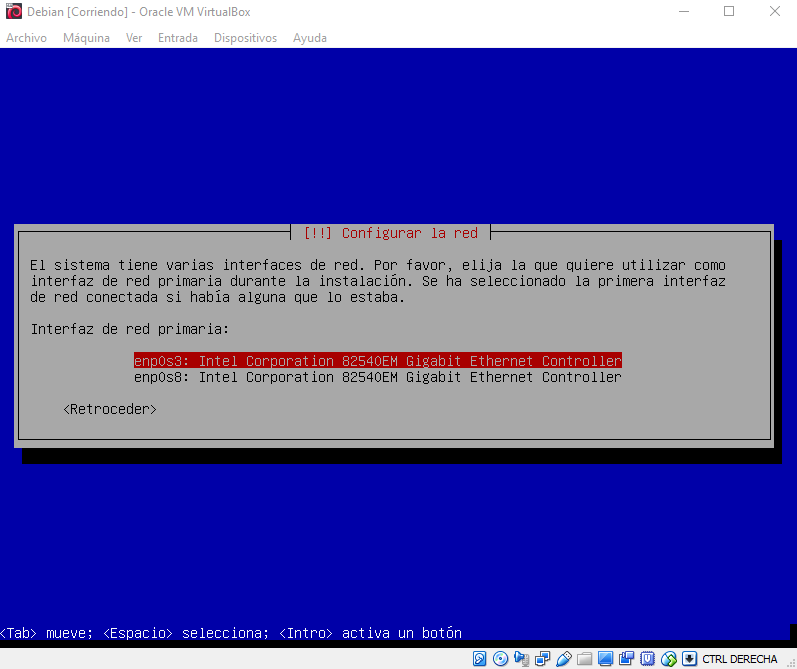 Debian [Corriendo] - Oracle VM VirtualBox
Archivo Máquina Ver Entrada Dispositivos Ayuda
[!!] Configurar la red
El sistema tiene varias interfaces de red. Por favor, elija la que quiere utilizar como
interfaz de red primaria durante la instalación. Se ha seleccionado la primera interfaz
de red conectada si había alguna que lo estaba.
Interfaz de red primaria:
enp0s3: Intel Corporation 82540EM Gigabit Ethernet Controller
enp0s8: Intel Corporation 82540EM Gigabit Ethernet Controller
<Retroceder>
<Tab> mueve; <Espacio> selecciona; <Intro> activa un botón
CTRL DERECHA